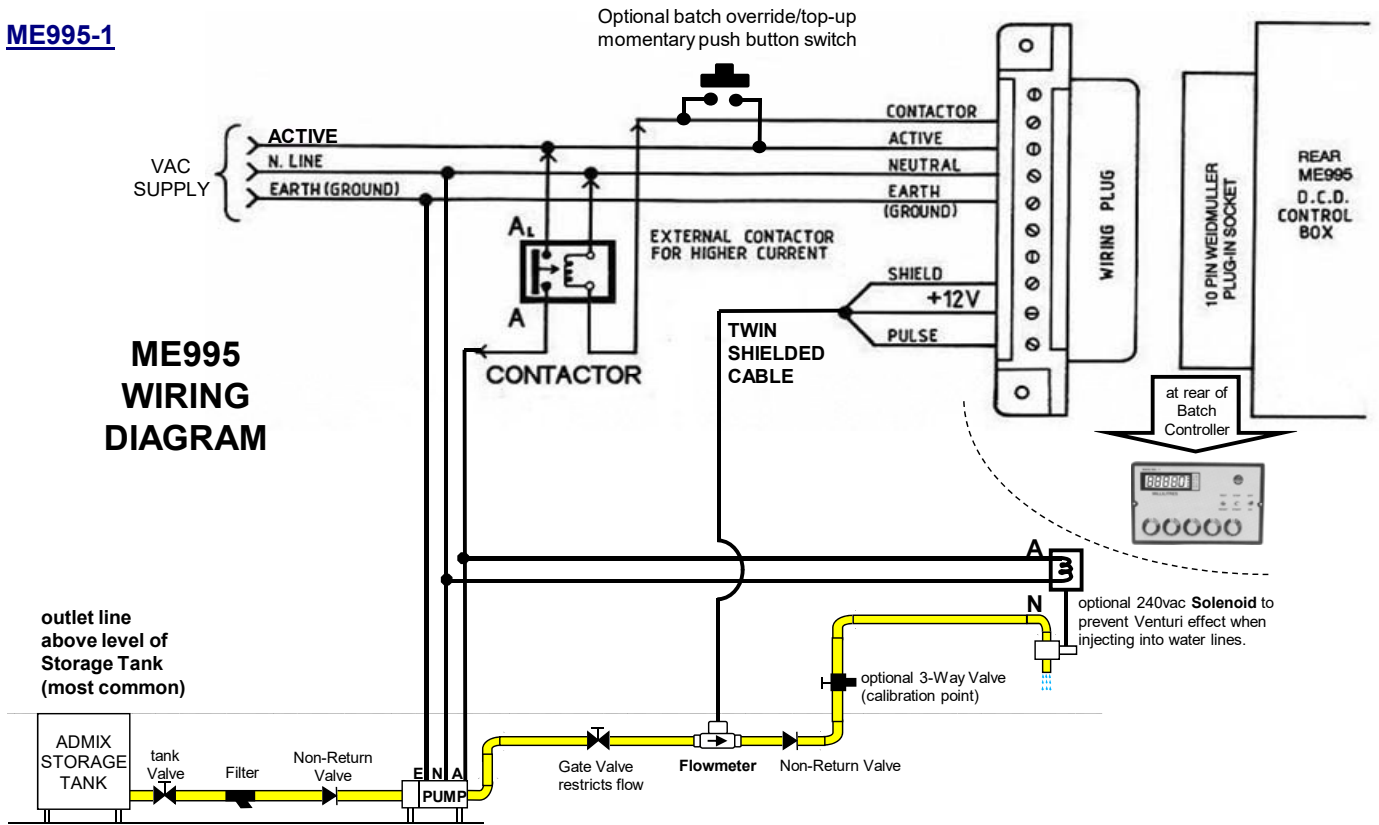 ME995-1
Optional batch override/top-up
momentary push button switch
VAC
SUPPLY
ACTIVE
N. LINE
EARTH (GROUND)
CONTACTOR
ACTIVE
NEUTRAL
EARTH
(GROUND)
SHIELD
+12V
PULSE
WIRING PLUG
10 PIN WEIDMULLER
PLUG-IN SOCKET
REAR
ME995
D.C.D.
CONTROL
BOX
A1
A
EXTERNAL CONTACTOR
FOR HIGHER CURRENT
CONTACTOR
TWIN
SHIELDED
CABLE
ME995
WIRING
DIAGRAM
at rear of
Batch
Controller
A
N
optional 240vac Solenoid to
prevent Venturi effect when
injecting into water lines.
outlet line
above level of
Storage Tank
(most common)
optional 3-Way Valve
(calibration point)
ADMIX
STORAGE
TANK
tank
Valve
Filter
Non-Return
Valve
E N A
PUMP
Gate Valve
restricts flow
Flowmeter
Non-Return Valve